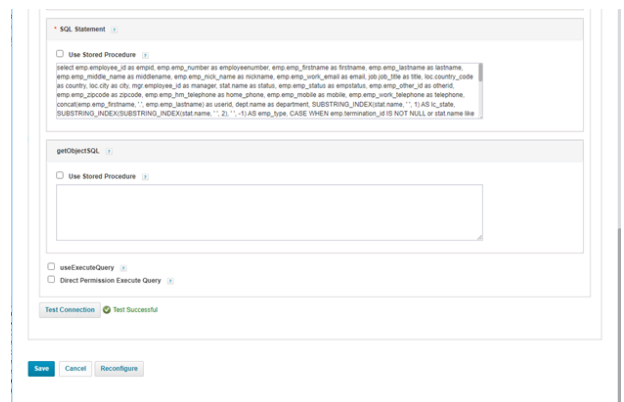 * SQL Statement
Use Stored Procedure
select emp.employee_id as empid, emp.emp_number as employeenumber, emp.emp_firstname as firstname, emp.emp_lastname as lastname,
emp.emp_middle_name as middlename, emp.emp_nick_name as nickname, emp.emp_work_email as email, job.job_title as title, loc.country_code
as country, loc.city as city, mgr.employee_id as manager, stat.name as status, emp.emp_status as empstatus, emp.emp_other_id as otherid,
emp.emp_zipcode as zipcode, emp.emp_hm_telephone as home_phone, emp.emp_mobile as mobile, emp.emp_work_telephone as telephone,
concat(emp.emp_firstname, '.', emp.emp_lastname) as userid, dept.name as department, SUBSTRING_INDEX(stat.name, ' ', 1) AS lc_state,
SUBSTRING_INDEX(SUBSTRING_INDEX(stat.name, ' ', 2), ' ', -1) AS emp_type, CASE WHEN emp.termination_id IS NOT NULL or stat.name like
getObjectSQL
Use Stored Procedure
useExecuteQuery
Direct Permission Execute Query
Test Connection Test Successful
Save Cancel Reconfigure